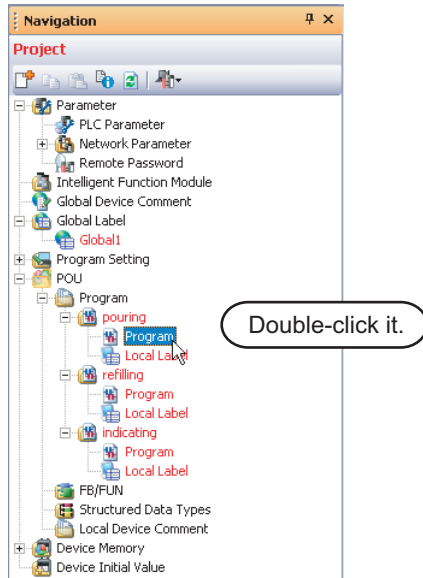 Navigation
Project
Parameter
PLC Parameter
Network Parameter
Remote Password
Intelligent Function Module
Global Device Comment
Global Label
Global1
Program Setting
POU
Program
pouring
Program
Double-click it.
Local Label
refilling
Program
Local Label
indicating
Program
Local Label
FB/FUN
Structured Data Types
Local Device Comment
Device Memory
Device Initial Value